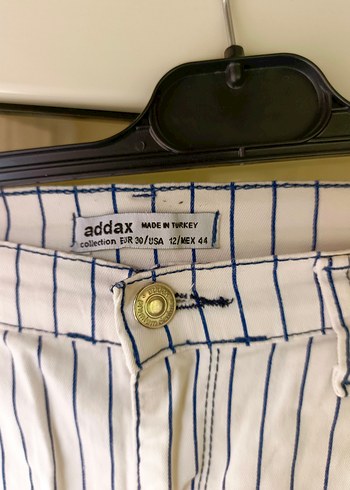 addax MADE IN TURKEY
collection EUR 30/USA 12/MEX 44